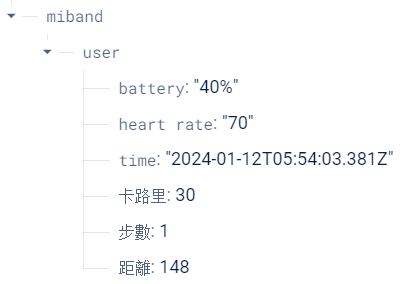 miband
user
battery: "40%"
heart rate: "70"
time: "2024-01-12T05:54:03.381Z"
卡路里: 30
步數: 1
距離: 148